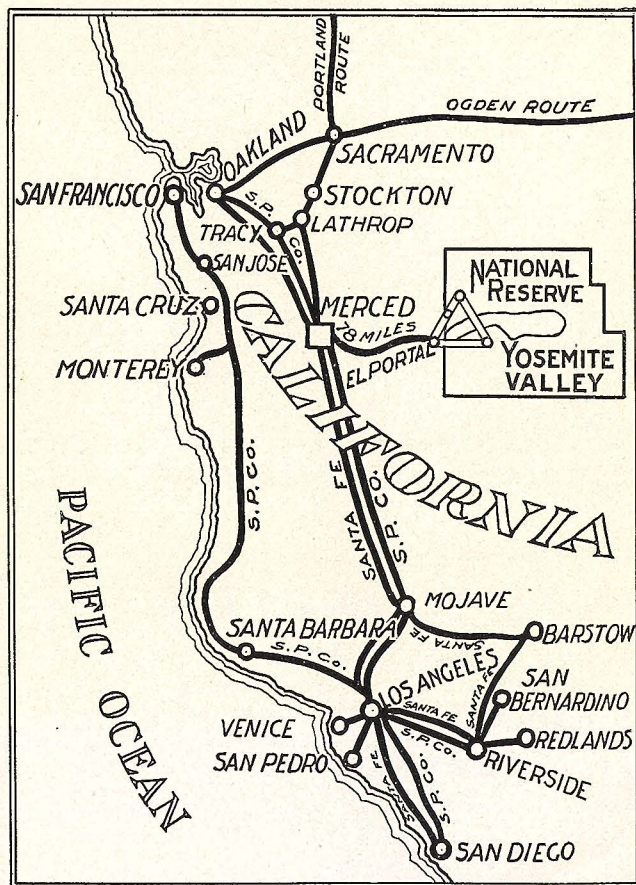 PORTLAND
ROUTE
OGDEN ROUTE
OAKLAND
SACRAMENTO
SAN FRANCISCO
S.P.
Co.
STOCKTON
LATHROP
TRACY
SAN JOSE
NATIONAL
RESERVE
SANTA CRUZ
MERCED
78 MILES
EL PORTAL
YOSEMITE
VALLEY
MONTEREY
CALIFORNIA
S.P. Co.
SANTA FE
S.P. Co.
PACIFIC OCEAN
MOJAVE
SANTA FE
BARSTOW
SANTA BARBARA
S.P. Co.
LOS ANGELES
SANTA FE
SANTA FE
S.P. Co.
SAN
BERNARDINO
VENICE
REDLANDS
SAN PEDRO
RIVERSIDE
SANTA FE
S.P. Co.
SAN DIEGO